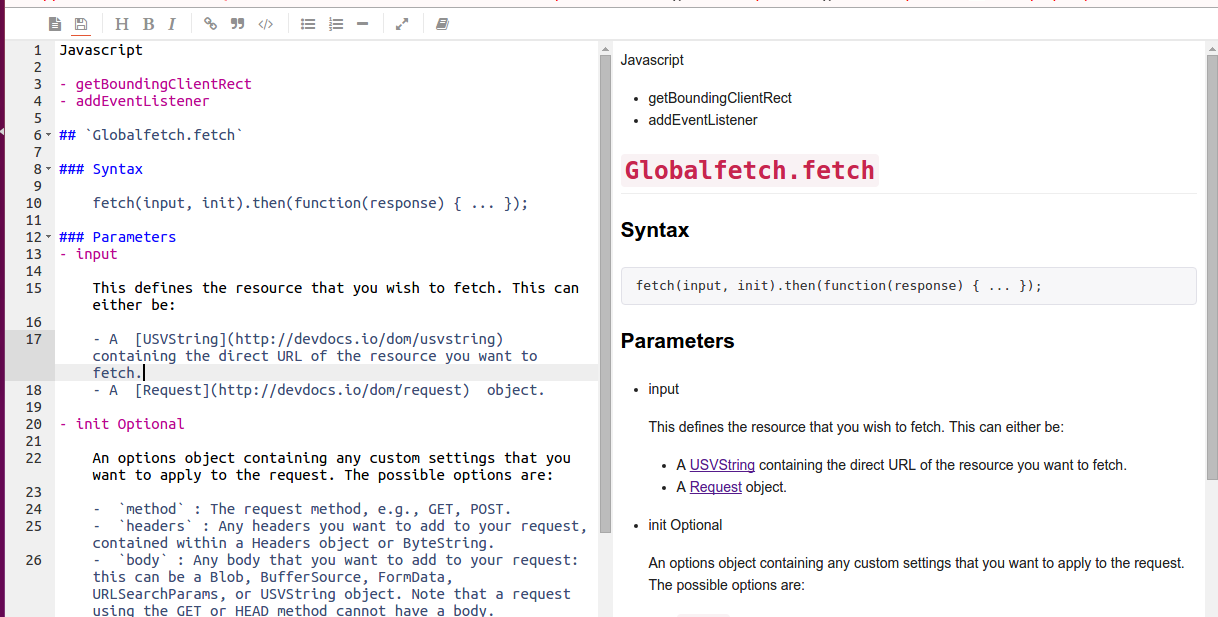 H B I
1 Javascript
2
3 - getBoundingClientRect
4 - addEventListener
5
6 ## `Globalfetch.fetch`
7
8 ### Syntax
9
10 fetch(input, init).then(function(response) { ... });
11
12 ### Parameters
13 - input
14
15 This defines the resource that you wish to fetch. This can
either be:
16
17 - A  [USVString](http://devdocs.io/dom/usvstring)
containing the direct URL of the resource you want to
fetch.
18 - A  [Request](http://devdocs.io/dom/request)  object.
19
20 - init Optional
21
22 An options object containing any custom settings that you
want to apply to the request. The possible options are:
23
24 -  `method` : The request method, e.g., GET, POST.
25 -  `headers` : Any headers you want to add to your request,
contained within a Headers object or ByteString.
26 -  `body` : Any body that you want to add to your request:
this can be a Blob, BufferSource, FormData,
URLSearchParams, or USVString object. Note that a request
using the GET or HEAD method cannot have a body.
Javascript
• getBoundingClientRect
• addEventListener
Globalfetch.fetch
Syntax
fetch(input, init).then(function(response) { ... });
Parameters
• input
This defines the resource that you wish to fetch. This can either be:
• A USVString containing the direct URL of the resource you want to fetch.
• A Request object.
• init Optional
An options object containing any custom settings that you want to apply to the request.
The possible options are: